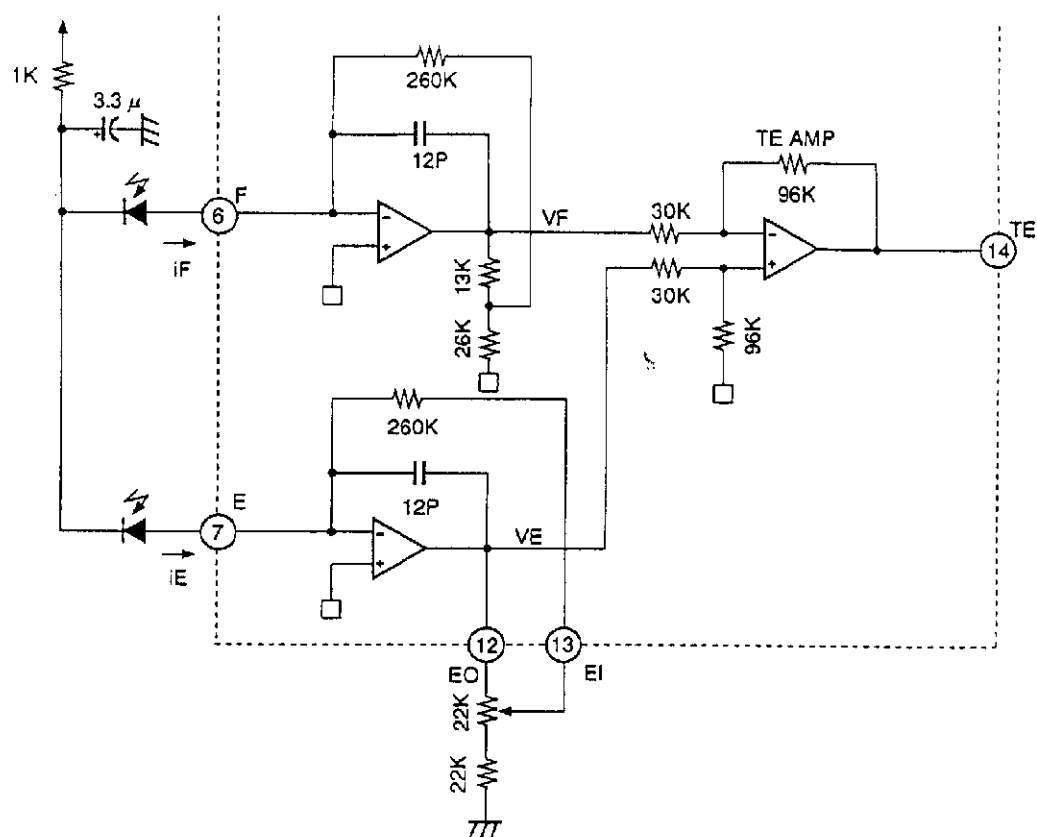 1K
3.3 μ
260K
12P
TE AMP
96K
F
6
iF
VF
30K
30K
TE
14
13K
26K
96K
260K
12P
E
7
iE
VE
12
13
EO
EI
22K
22K
- + - + - +